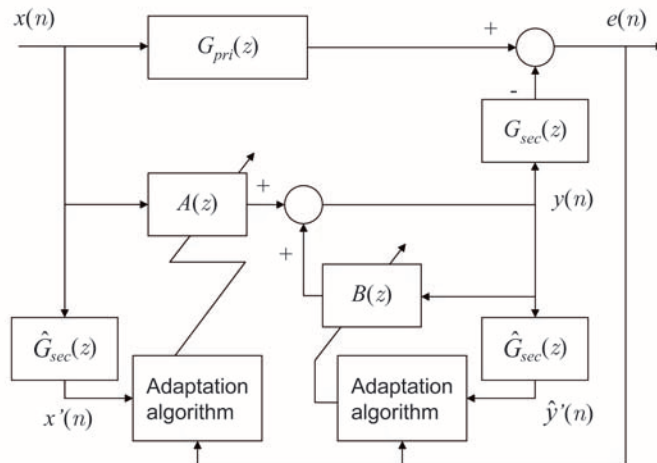 x(n)
G_pri(z)
+
e(n)
-
G_sec(z)
A(z)
+
y(n)
+
B(z)
Ĝ_sec(z)
Ĝ_sec(z)
Adaptation
algorithm
Adaptation
algorithm
x'(n)
ŷ'(n)